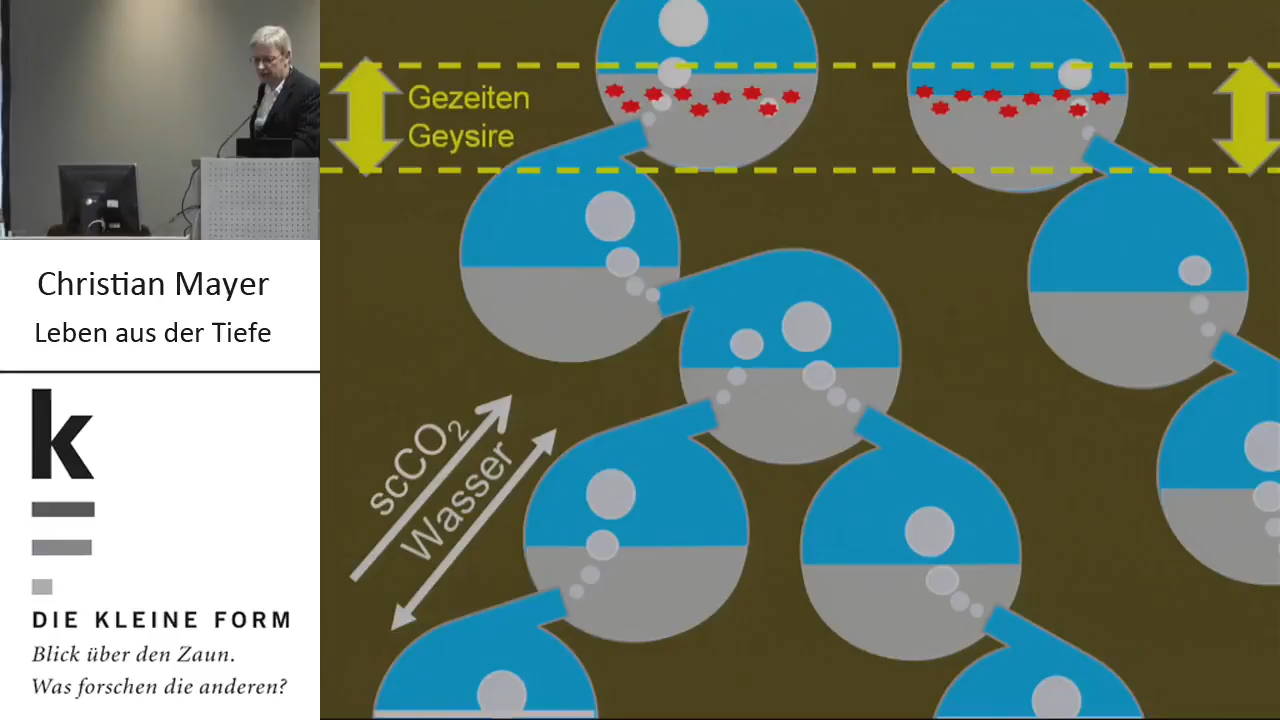 Christian Mayer
Leben aus der Tiefe
k
DIE KLEINE FORM
Blick über den Zaun.
Was forschen die anderen?
Gezeiten
Geysire
scCO₂
Wasser